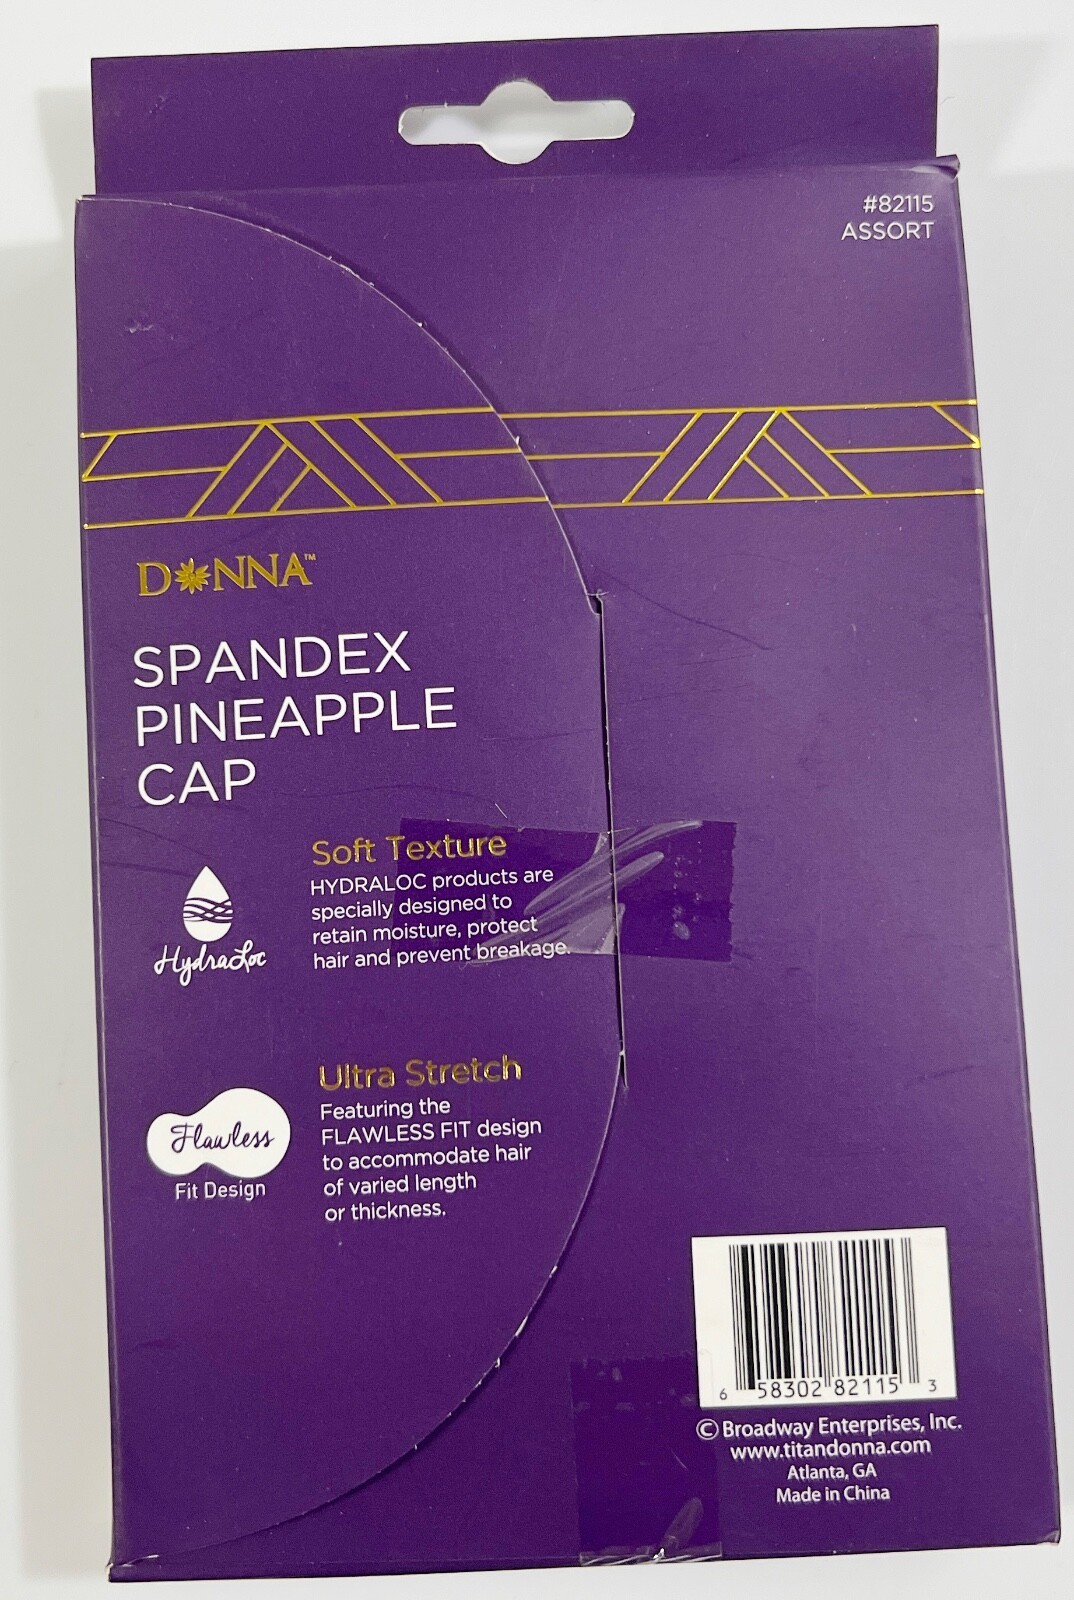 #82115
ASSORT
DONNA™
SPANDEX
PINEAPPLE
CAP
Soft Texture
HYDRALOC products are
specially designed to
retain moisture, protect
hair and prevent breakage.
HydraLoc
Ultra Stretch
Featuring the
FLAWLESS FIT design
to accommodate hair
of varied length
or thickness.
Flawless
Fit Design
6 58302 82115 3
© Broadway Enterprises, Inc.
www.titandonna.com
Atlanta, GA
Made in China